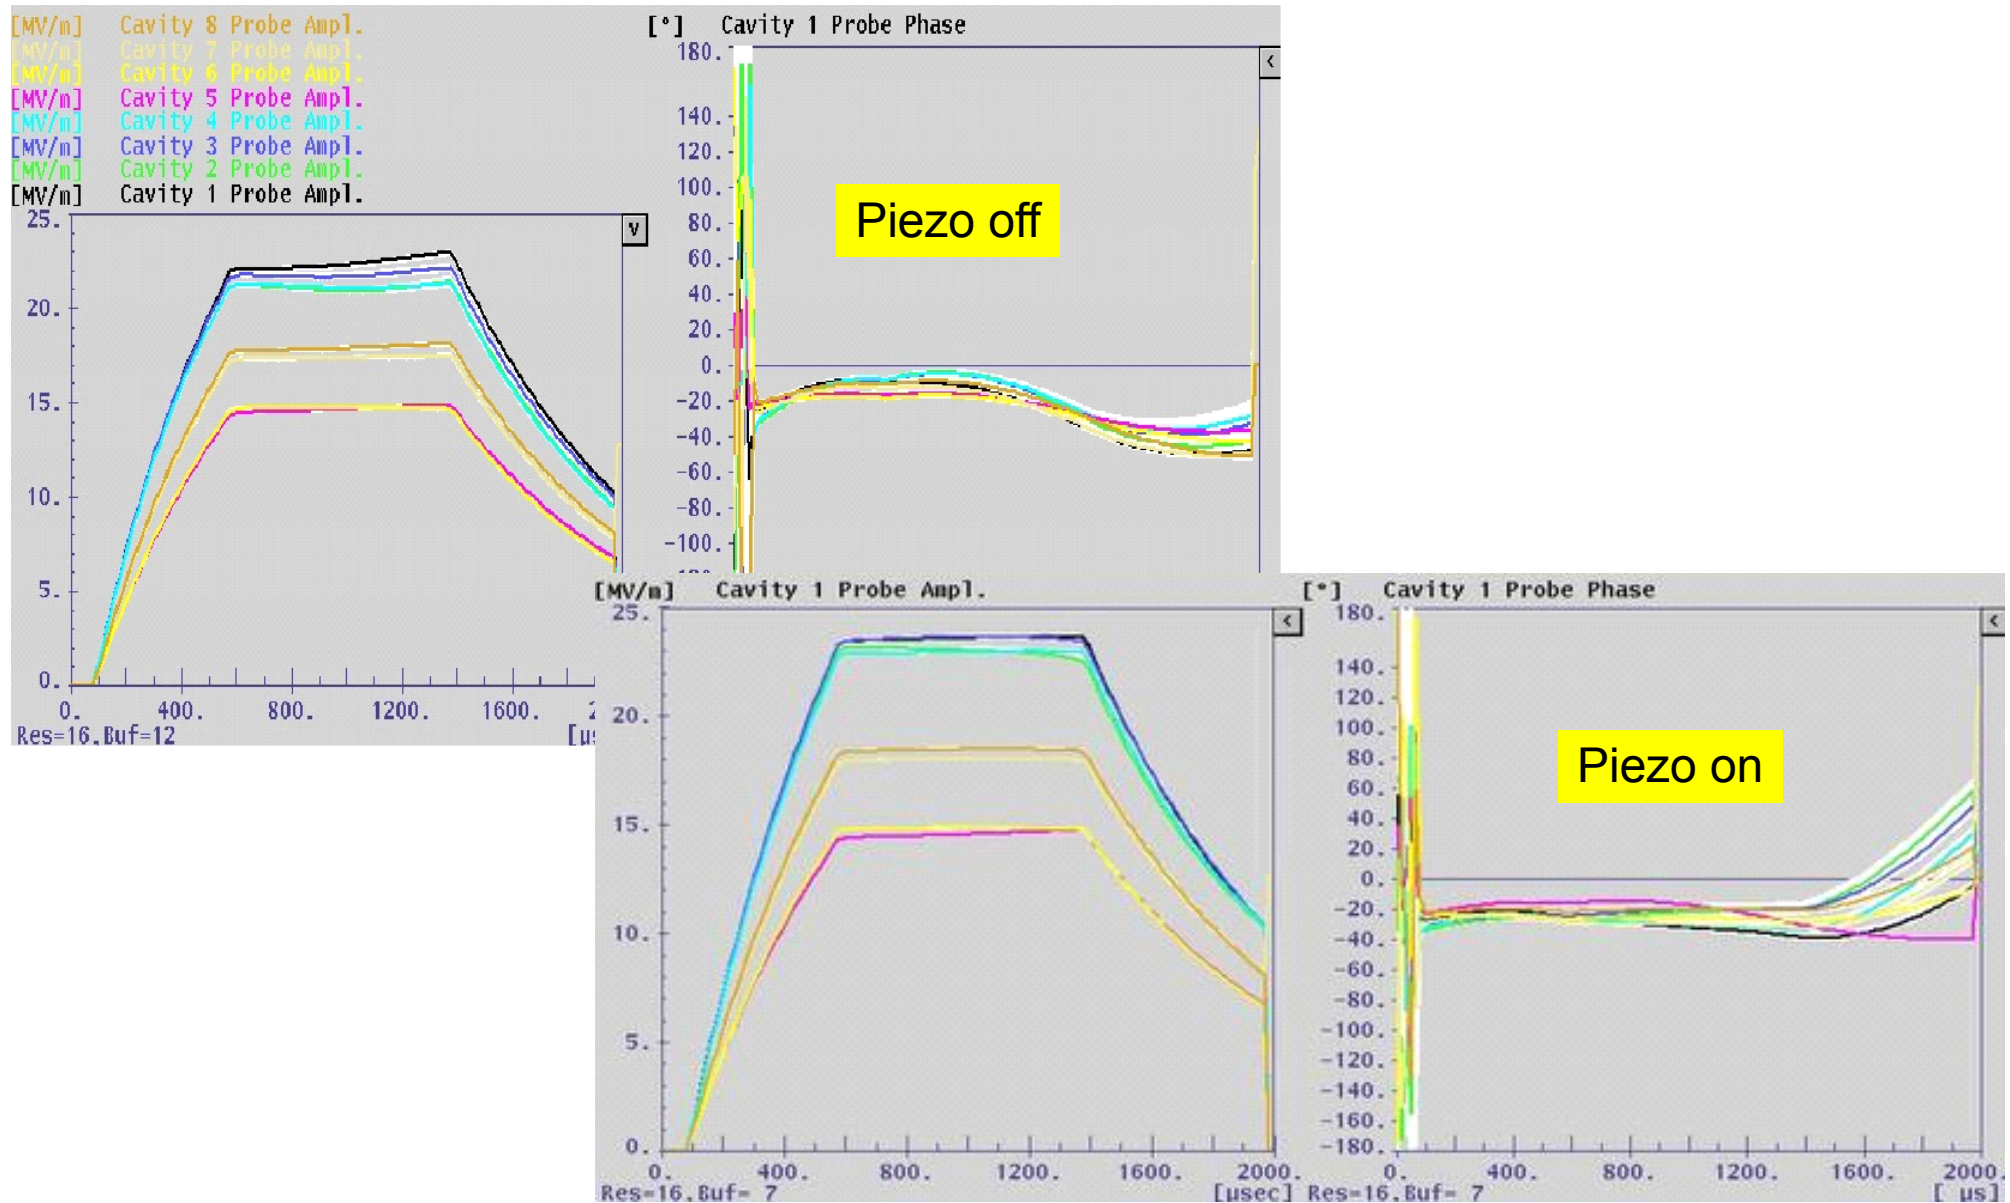 [MV/m] Cavity 8 Probe Ampl.
[MV/m] Cavity 7 Probe Ampl.
[MV/m] Cavity 6 Probe Ampl.
[MV/m] Cavity 5 Probe Ampl.
[MV/m] Cavity 4 Probe Ampl.
[MV/m] Cavity 3 Probe Ampl.
[MV/m] Cavity 2 Probe Ampl.
[MV/m] Cavity 1 Probe Ampl.
25.
20.
15.
10.
5.
0.
0. 400. 800. 1200. 1600.
Res=16,Buf=12
V
[°] Cavity 1 Probe Phase
<
180.
140.
120.
100.
80.
60.
40.
20.
0.
-20.
-40.
-60.
-80.
-100.
Piezo off
[MV/m] Cavity 1 Probe Ampl.
<
25.
20.
15.
10.
5.
0.
0. 400. 800. 1200. 1600. 2000.
Res=16,Buf= 7 [µsec]
[°] Cavity 1 Probe Phase
<
180.
140.
120.
100.
80.
60.
40.
20.
0.
-20.
-40.
-60.
-80.
-100.
-120.
-140.
-160.
-180.
Piezo on
0. 400. 800. 1200. 1600. 2000.
Res=16,Buf= 7 [ µs]